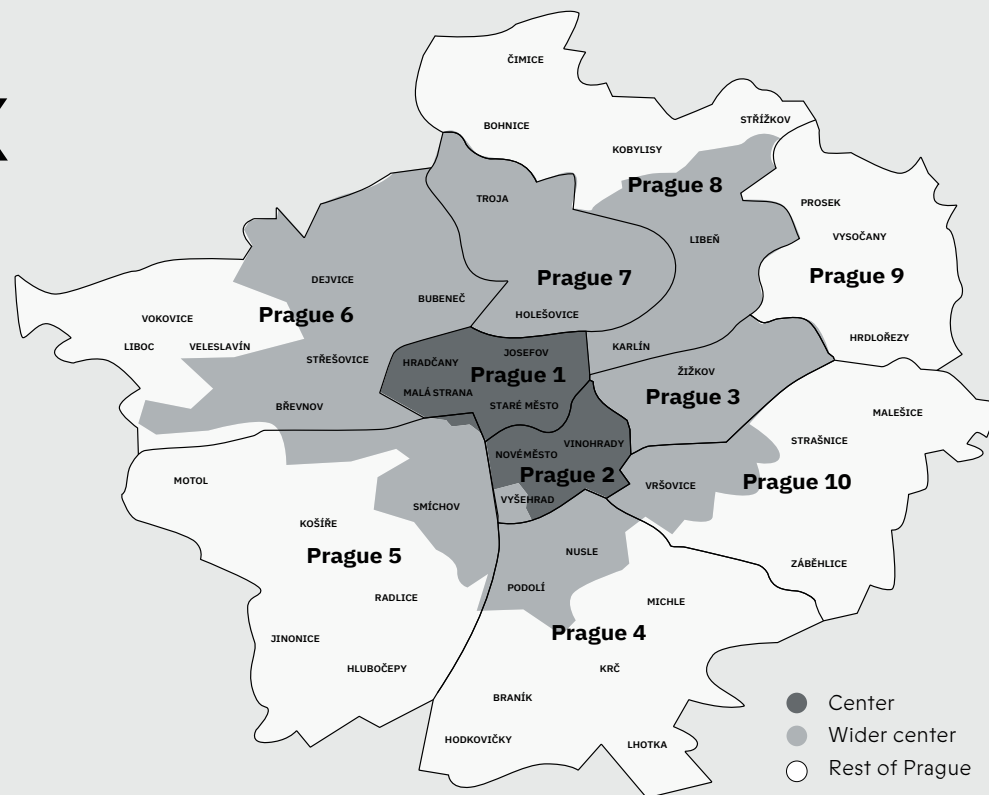 ČIMICE
BOHNICE
STŘÍŽKOV
KOBYLISY
Prague 8
TROJA
PROSEK
LIBEŇ
VYSOČANY
Prague 9
DEJVICE
Prague 7
BUBENEČ
Prague 6
HOLEŠOVICE
VOKOVICE
LIBOC
VELESLAVÍN
HRDLOŘEZY
KARLÍN
JOSEFOV
STŘEŠOVICE
HRADČANY
Prague 1
ŽIŽKOV
MALÁ STRANA
Prague 3
BŘEVNOV
STARÉ MĚSTO
MALEŠICE
VINOHRADY
STRAŠNICE
NOVÉ MĚSTO
Prague 2
MOTOL
VRŠOVICE
Prague 10
VYŠEHRAD
SMÍCHOV
KOŠÍŘE
Prague 5
NUSLE
ZÁBĚHLICE
PODOLÍ
RADLICE
MICHLE
Prague 4
JINONICE
HLUBOČEPY
KRČ
BRANÍK
HODKOVIČKY
LHOTKA
Center
Wider center
Rest of Prague